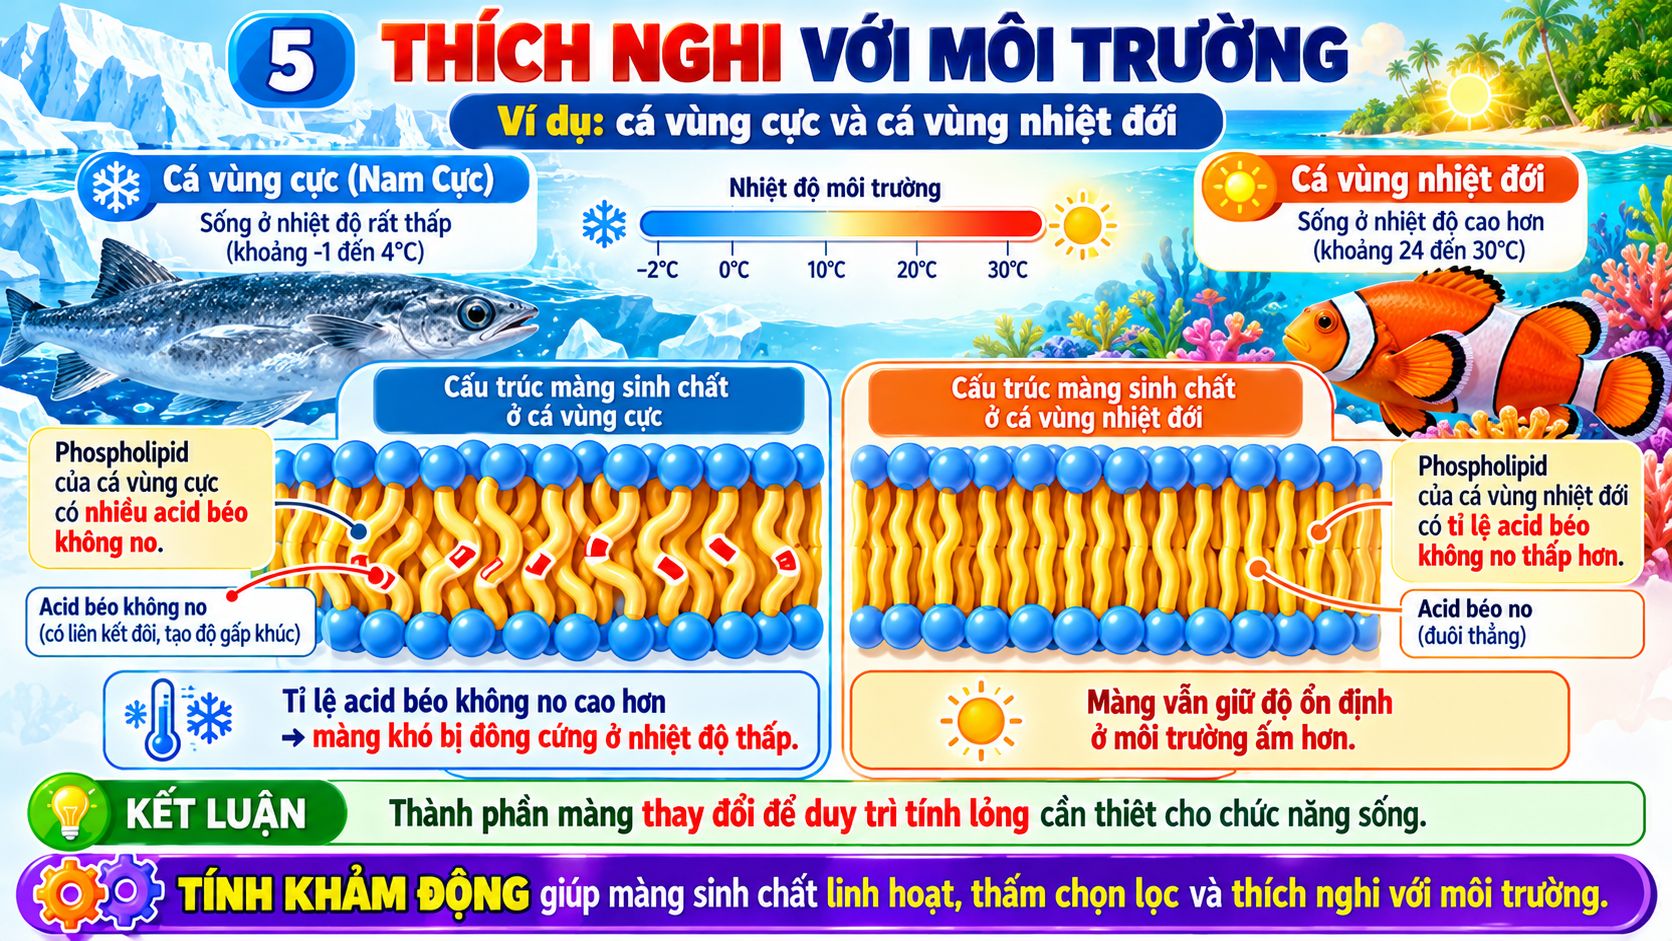 5
THÍCH NGHI VỚI MÔI TRƯỜNG
Ví dụ: cá vùng cực và cá vùng nhiệt đới
Cá vùng cực (Nam Cực)
Sống ở nhiệt độ rất thấp
(khoảng -1 đến 4°C)
Nhiệt độ môi trường
−2°C 0°C 10°C 20°C 30°C
Cá vùng nhiệt đới
Sống ở nhiệt độ cao hơn
(khoảng 24 đến 30°C)
Cấu trúc màng sinh chất
ở cá vùng cực
Phospholipid
của cá vùng cực
có nhiều acid béo
không no.
Acid béo không no
(có liên kết đôi, tạo độ gấp khúc)
Tỉ lệ acid béo không no cao hơn
→ màng khó bị đông cứng ở nhiệt độ thấp.
Cấu trúc màng sinh chất
ở cá vùng nhiệt đới
Phospholipid
của cá vùng nhiệt đới
có tỉ lệ acid béo
không no thấp hơn.
Acid béo no
(đuôi thẳng)
Màng vẫn giữ độ ổn định
ở môi trường ấm hơn.
KẾT LUẬN
Thành phần màng thay đổi để duy trì tính lỏng cần thiêt cho chức năng sống.
TÍNH KHẢM ĐỘNG giúp màng sinh chất linh hoạt, thấm chọn lọc và thích nghi với môi trường.